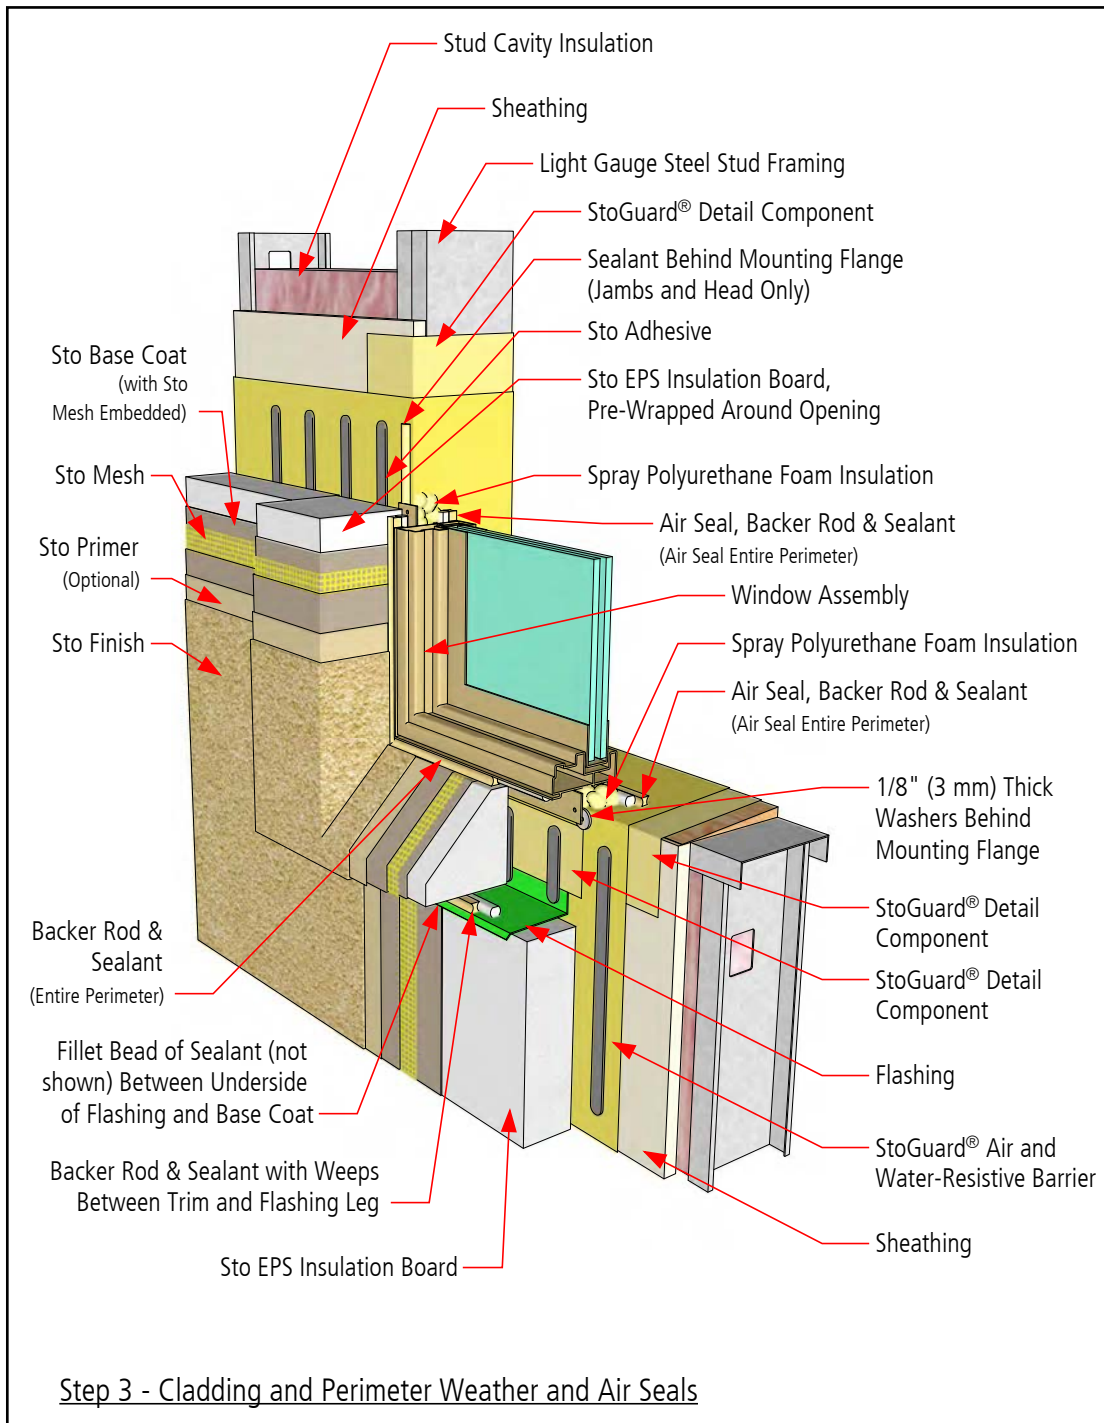 Stud Cavity Insulation
Sheathing
Light Gauge Steel Stud Framing
StoGuard® Detail Component
Sealant Behind Mounting Flange
(Jambs and Head Only)
Sto Adhesive
Sto EPS Insulation Board,
Pre-Wrapped Around Opening
Spray Polyurethane Foam Insulation
Air Seal, Backer Rod & Sealant
(Air Seal Entire Perimeter)
Window Assembly
Spray Polyurethane Foam Insulation
Air Seal, Backer Rod & Sealant
(Air Seal Entire Perimeter)
1/8" (3 mm) Thick
Washers Behind
Mounting Flange
StoGuard® Detail
Component
StoGuard® Detail
Component
Flashing
StoGuard® Air and
Water-Resistive Barrier
Sheathing
Sto Base Coat
(with Sto
Mesh Embedded)
Sto Mesh
Sto Primer
(Optional)
Sto Finish
Backer Rod &
Sealant
(Entire Perimeter)
Fillet Bead of Sealant (not
shown) Between Underside
of Flashing and Base Coat
Backer Rod & Sealant with Weeps
Between Trim and Flashing Leg
Sto EPS Insulation Board
Step 3 - Cladding and Perimeter Weather and Air Seals